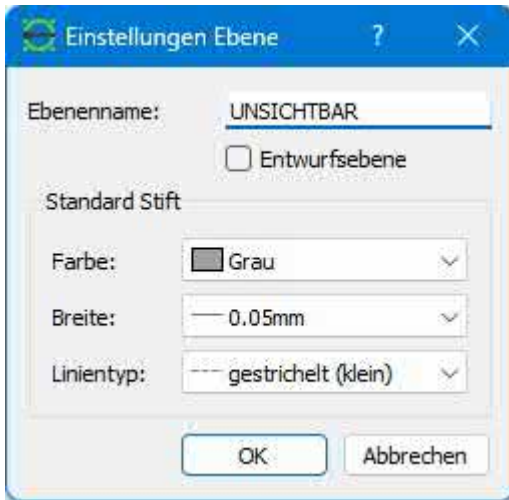 Einstellungen Ebene ?
Ebenenname: UNSICHTBAR
Entwurfsebene
Standard Stift
Farbe: Grau
Breite: 0.05mm
Linientyp: gestrichelt (klein)
OK Abbrechen